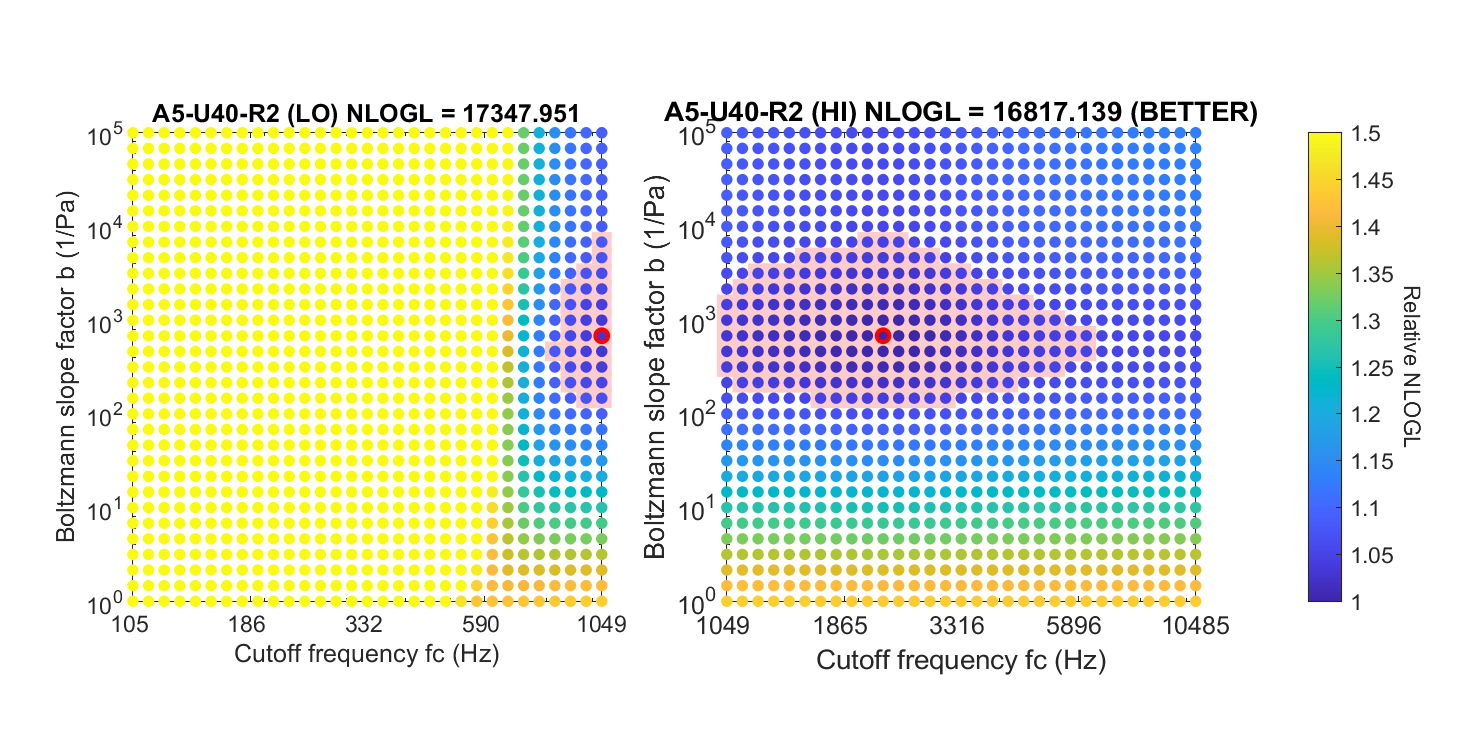 A5-U40-R2 (LO) NLOGL = 17347.951
10^5
10^4
10^3
10^2
10^1
10^0
Boltzmann slope factor b (1/Pa)
105 186 332 590 1049
Cutoff frequency fc (Hz)
A5-U40-R2 (HI) NLOGL = 16817.139 (BETTER)
10^5
10^4
10^3
10^2
10^1
10^0
Boltzmann slope factor b (1/Pa)
1049 1865 3316 5896 10485
Cutoff frequency fc (Hz)
1.5
1.45
1.4
1.35
1.3
1.25
1.2
1.15
1.1
1.05
1
Relative NLOGL